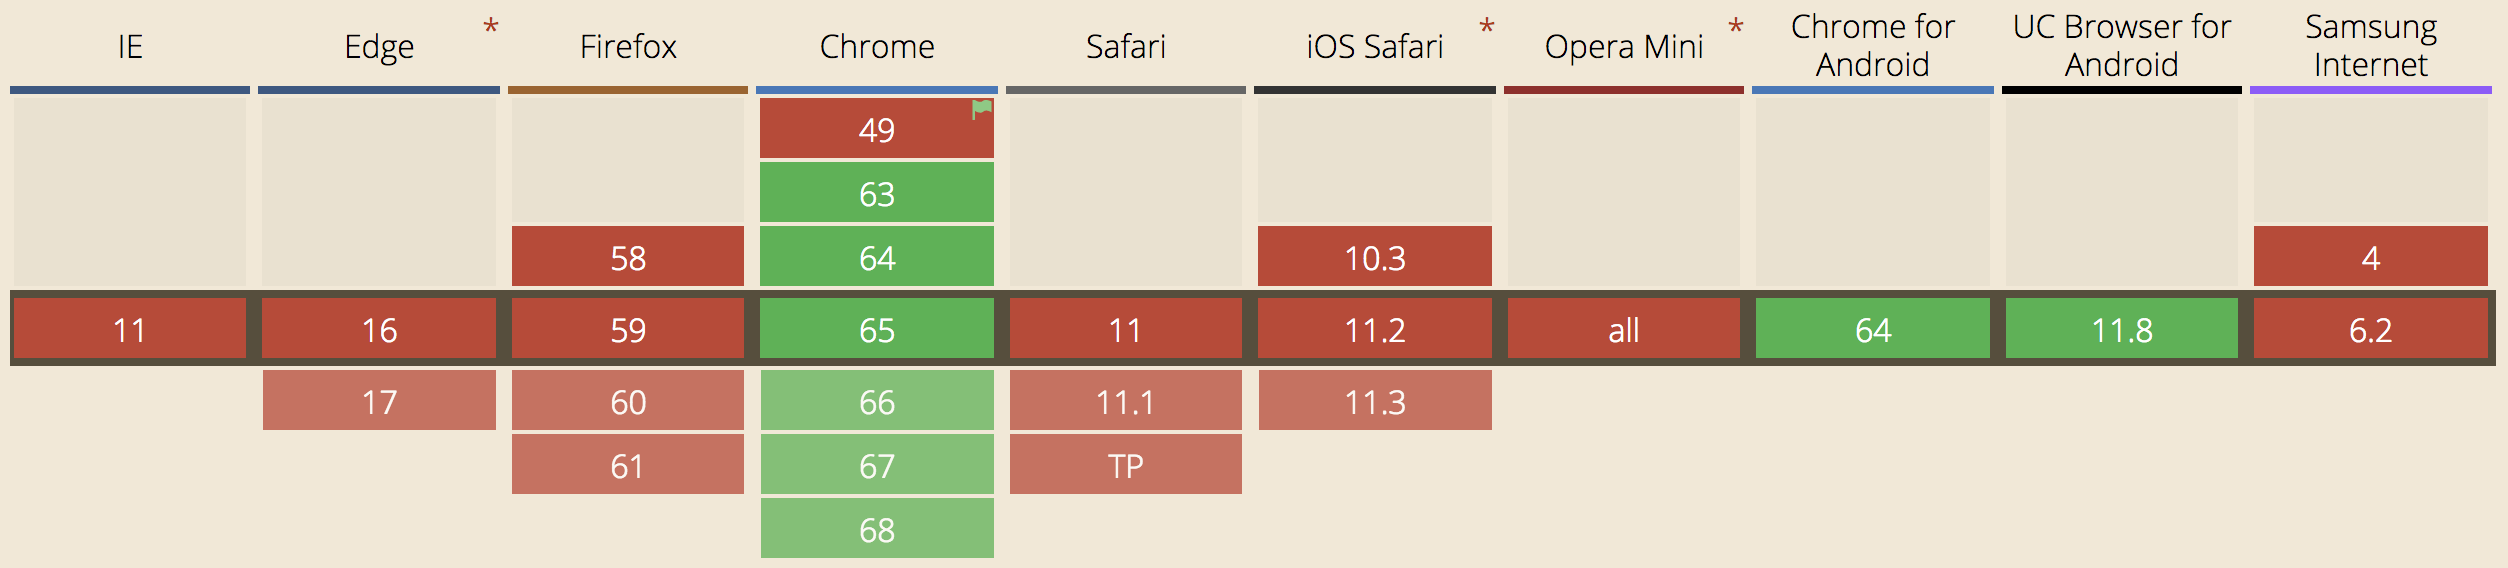 IE Edge * Firefox Chrome Safari iOS Safari * Opera Mini * Chrome for Android UC Browser for Android Samsung Internet
49
63
58 64 10.3 4
11 16 59 65 11 11.2 all 64 11.8 6.2
17 60 66 11.1 11.3
61 67 TP
68